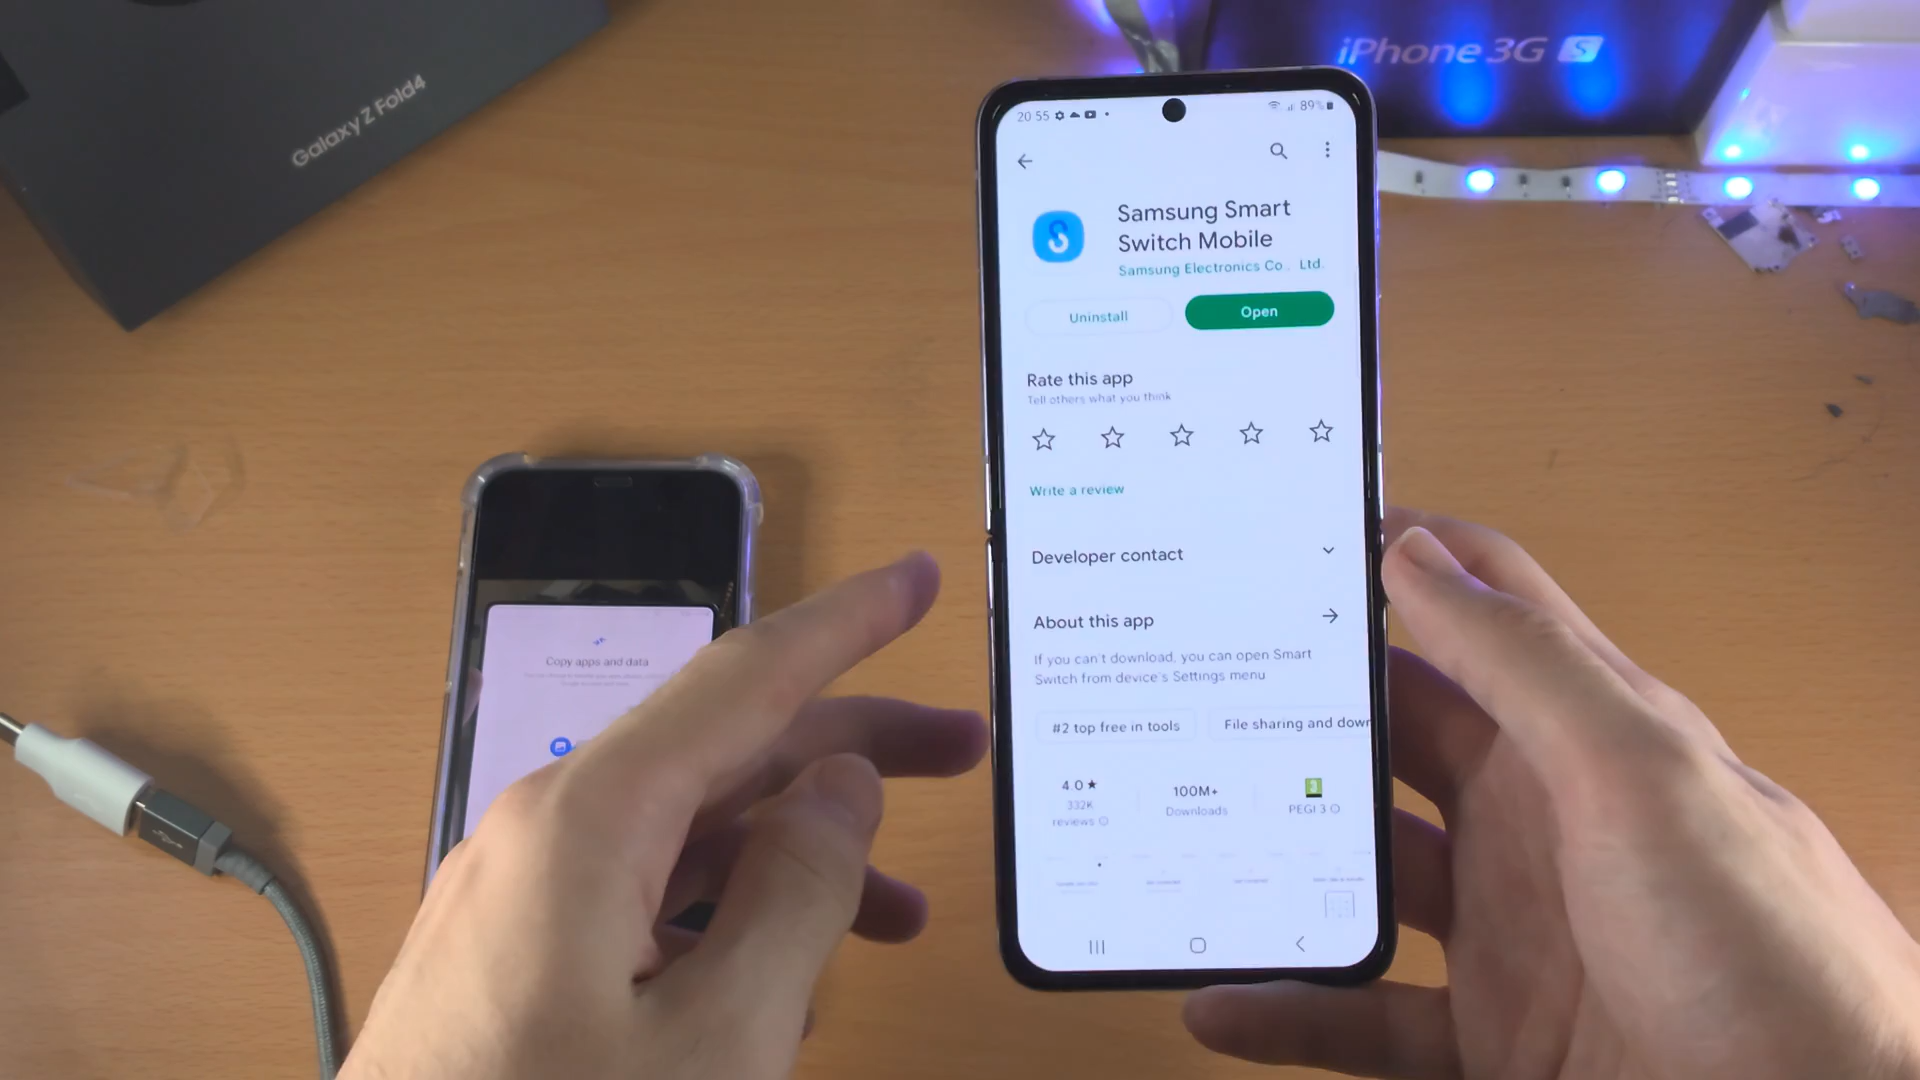 Galaxy Z Fold4
iPhone 3G S
20 55
89%
Samsung Smart
Switch Mobile
Samsung Electronics Co., Ltd.
Uninstall
Open
Rate this app
Tell others what you think
Write a review
Developer contact
About this app
If you can't download, you can open Smart
Switch from device's Settings menu
#2 top free in tools
File sharing and down
4.0 ★
332K
reviews
100M+
Downloads
3
PEGI 3
Copy apps and data